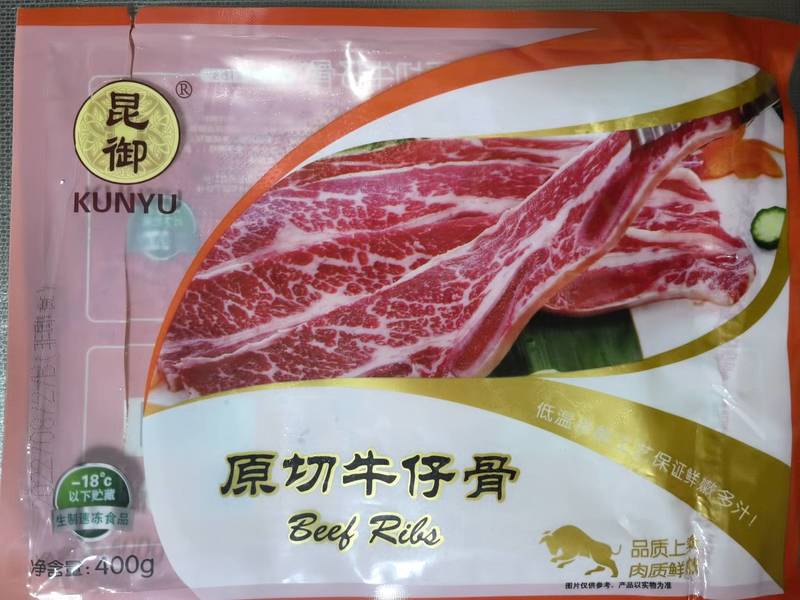 昆御
®
KUNYU
原切牛仔骨
Beef Ribs
低温
保证鲜嫩多汁！
-18°C
以下贮藏
生制速冻食品
净含量：400g
品质上
肉质鲜
图片仅供参考，产品以实物为准